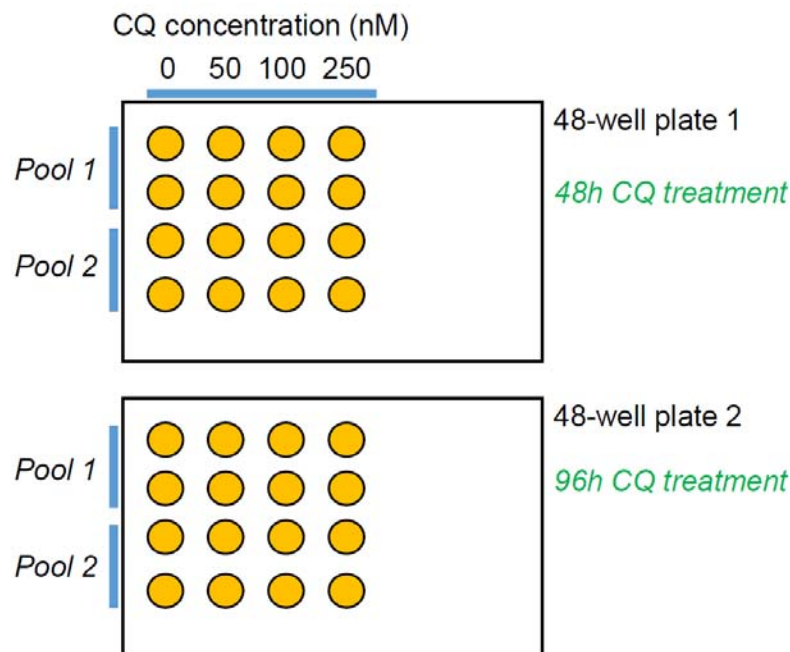 CQ concentration (nM)
0 50 100 250
48-well plate 1
Pool 1
48h CQ treatment
Pool 2
48-well plate 2
Pool 1
96h CQ treatment
Pool 2